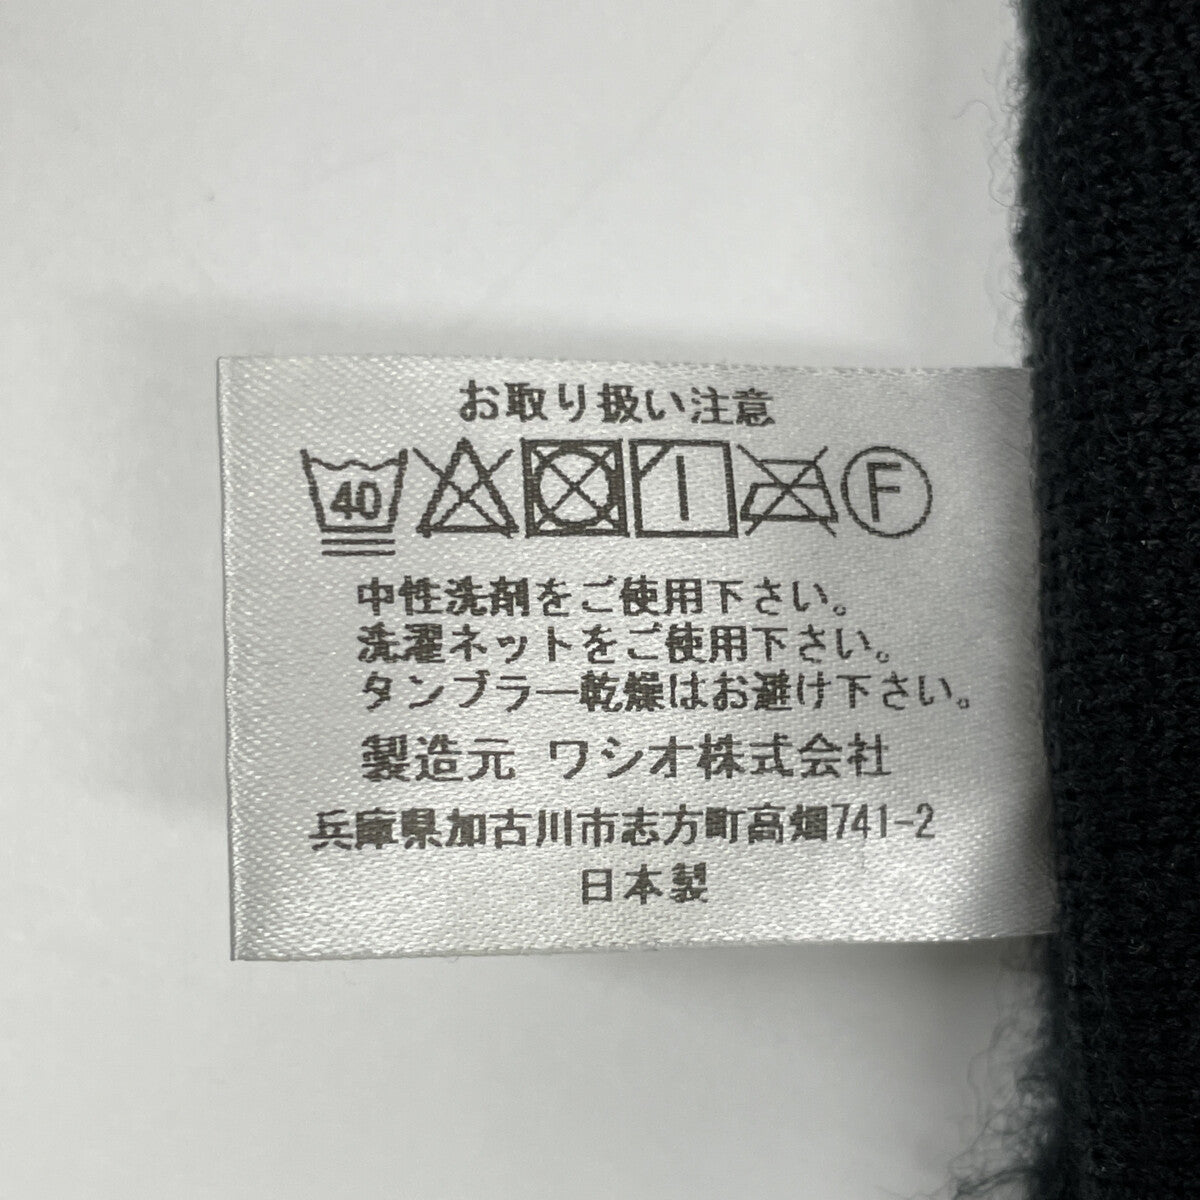 お取り扱い注意
40 F
中性洗剤をご使用下さい。
洗濯ネットをご使用下さい。
タンブラー乾燥はお避け下さい。
製造元 ワシオ株式会社
兵庫県加古川市志方町高畑741-2
日本製